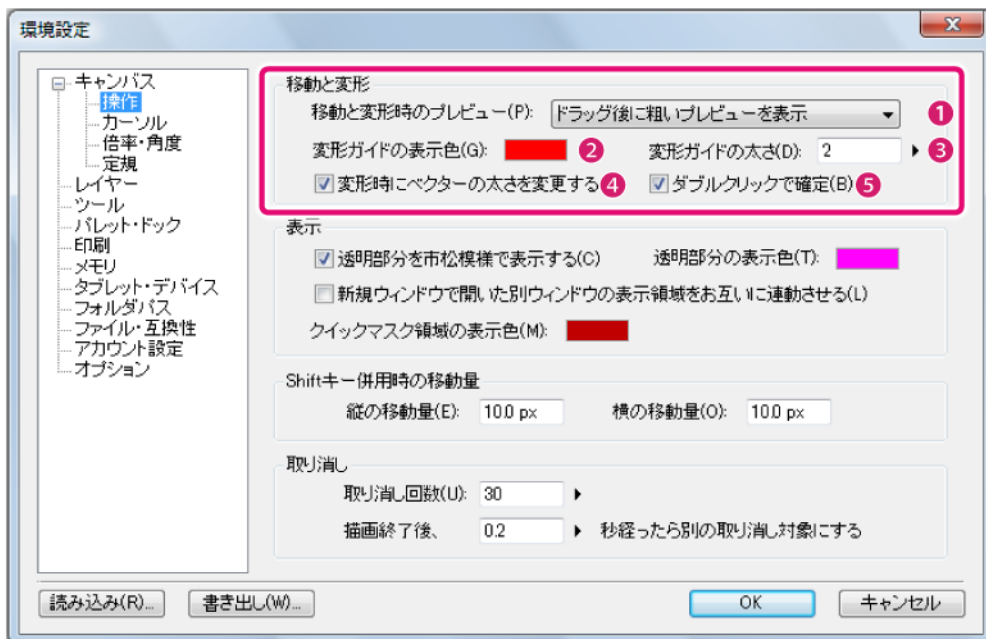 環境設定
キャンバス
操作
カーソル
倍率・角度
定規
レイヤー
ツール
パレット・ドック
印刷
メモリ
タブレット・デバイス
フォルダパス
ファイル・互換性
アカウント設定
オプション
移動と変形
移動と変形時のプレビュー(P): ドラッグ後に粗いプレビューを表示 1
変形ガイドの表示色(G): 2 変形ガイドの太さ(D): 2 3
変形時にベクターの太さを変更する 4 ダブルクリックで確定(B) 5
表示
透明部分を市松模様で表示する(C) 透明部分の表示色(T):
新規ウィンドウで開いた別ウィンドウの表示領域をお互いに連動させる(L)
クイックマスク領域の表示色(M):
Shiftキー併用時の移動量
縦の移動量(E): 10.0 px 横の移動量(O): 10.0 px
取り消し
取り消し回数(U): 30
描画終了後、 0.2 秒経ったら別の取り消し対象にする
読み込み(R)... 書き出し(W)... OK キャンセル